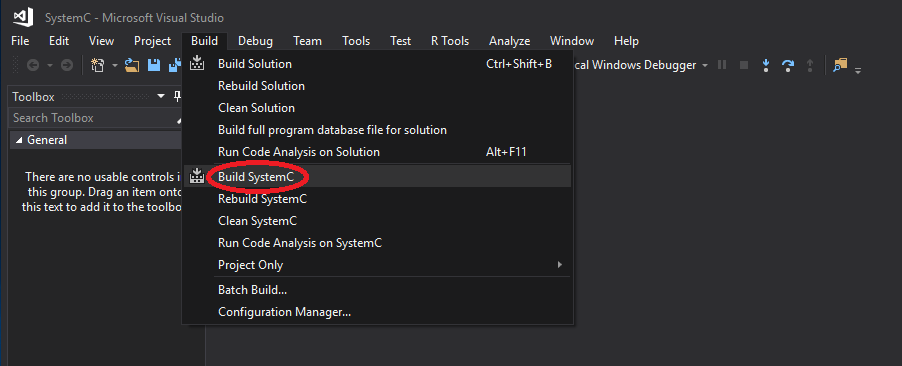 SystemC - Microsoft Visual Studio
File Edit View Project Build Debug Team Tools Test R Tools Analyze Window Help
cal Windows Debugger
Toolbox
Search Toolbox
General
There are no usable controls i
this group. Drag an item onto
this text to add it to the toolbo
Build Solution Ctrl+Shift+B
Rebuild Solution
Clean Solution
Build full program database file for solution
Run Code Analysis on Solution Alt+F11
Build SystemC
Rebuild SystemC
Clean SystemC
Run Code Analysis on SystemC
Project Only
Batch Build...
Configuration Manager...